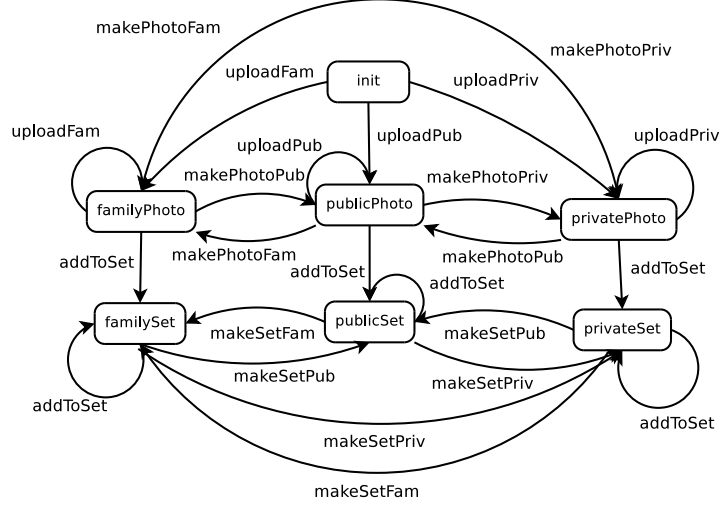 makePhotoFam
makePhotoPriv
uploadFam
init
uploadPriv
uploadFam
uploadPub
uploadPub
uploadPriv
makePhotoPub
makePhotoPriv
familyPhoto
publicPhoto
privatePhoto
makePhotoFam
makePhotoPub
addToSet
addToSet
addToSet
addToSet
familySet
publicSet
privateSet
makeSetFam
makeSetPub
makeSetPub
makeSetPriv
addToSet
addToSet
makeSetPriv
makeSetFam